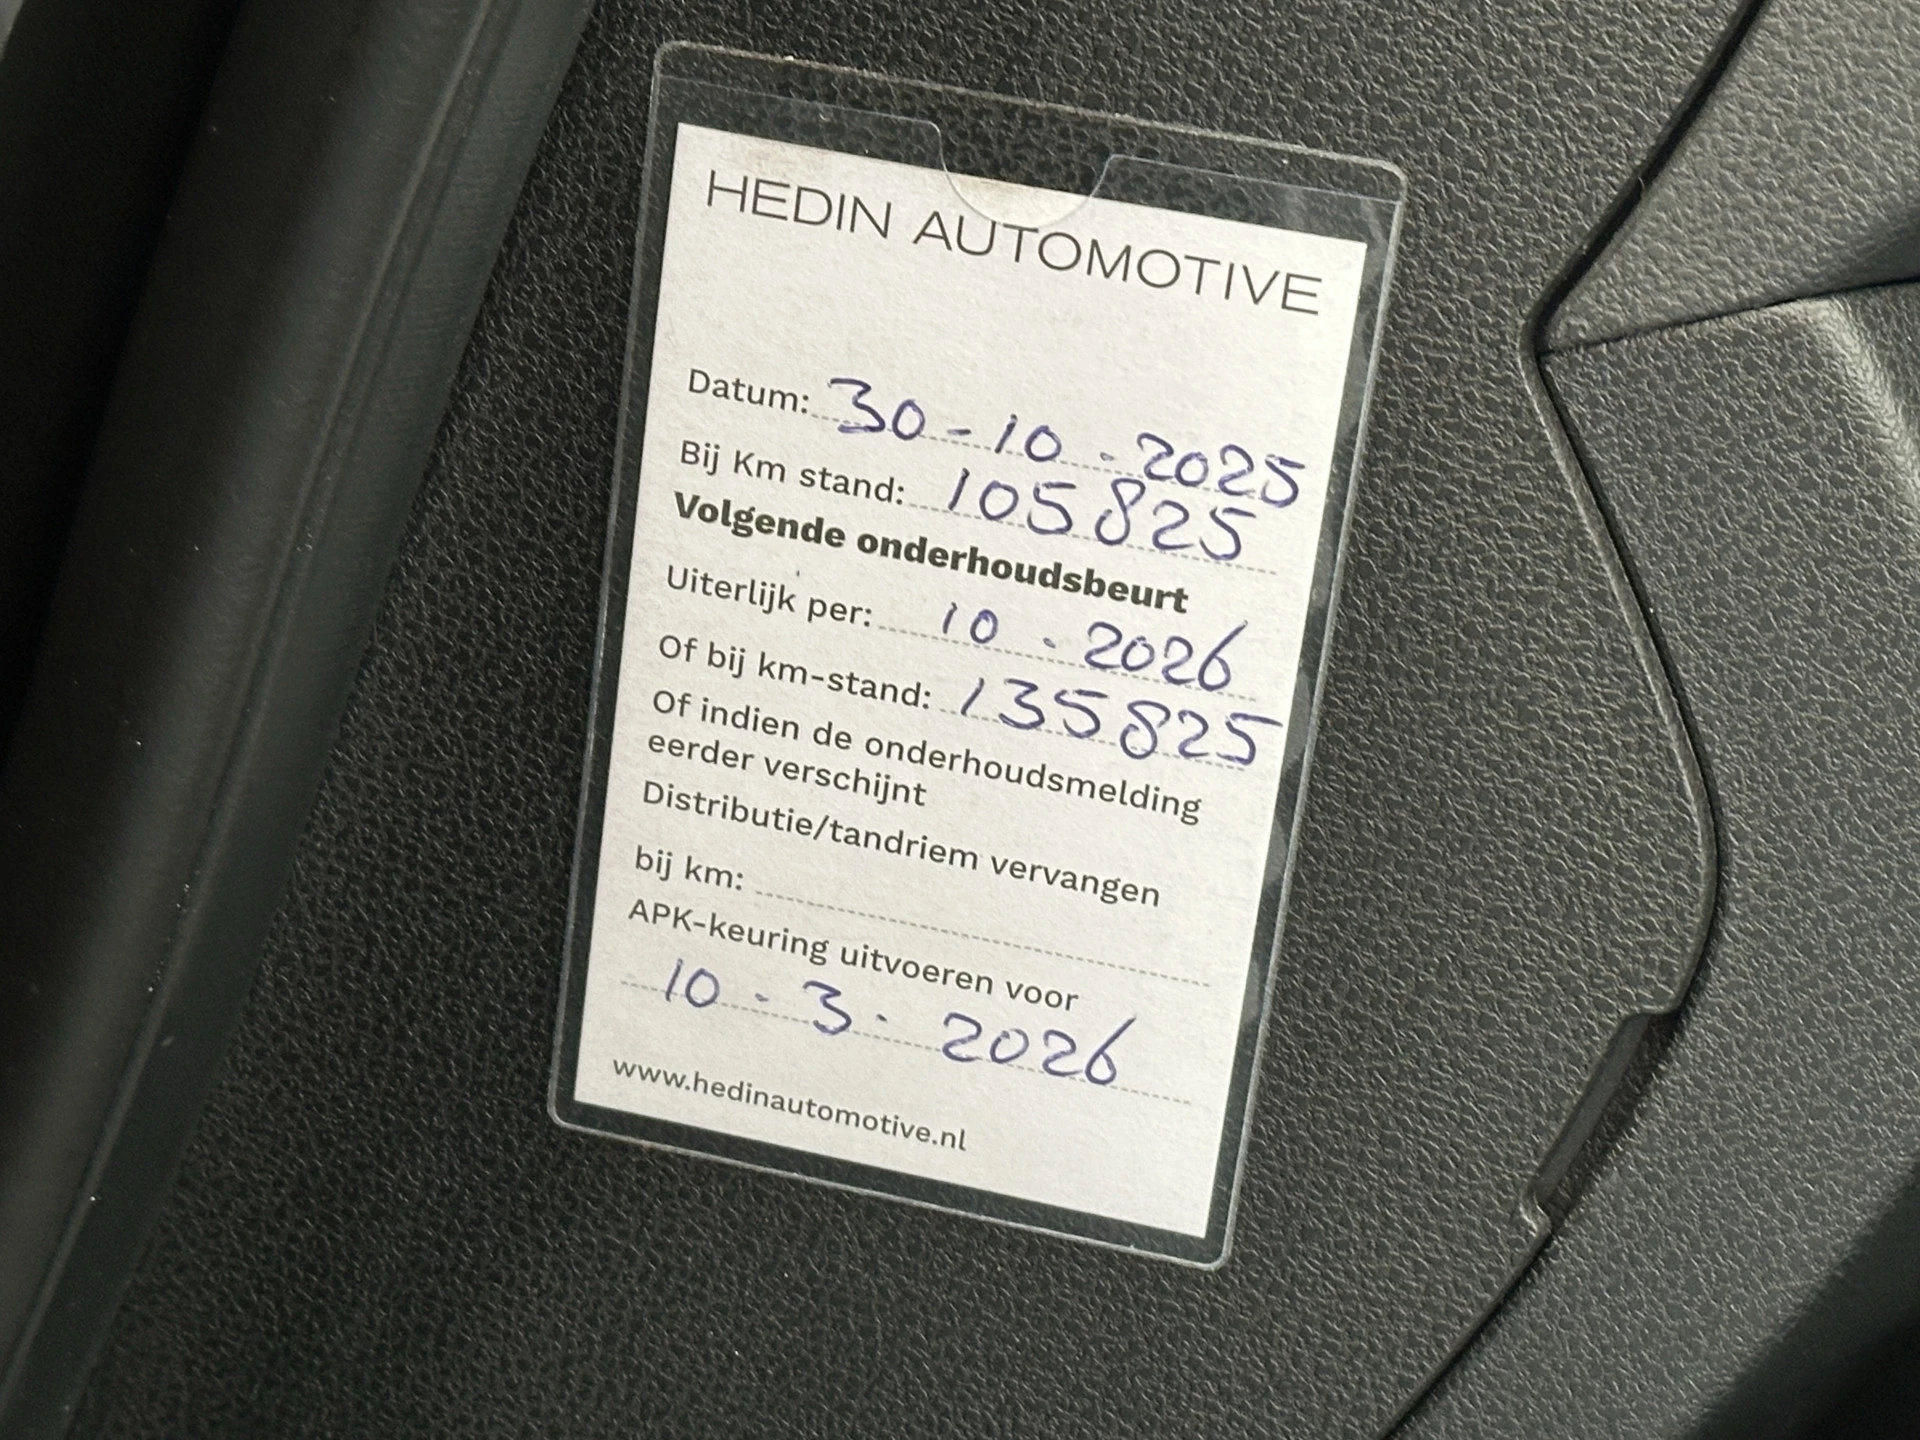 HEDIN AUTOMOTIVE
Datum: 30-10-2025
Bij Km stand: 105825
Volgende onderhoudsbeurt
Uiterlijk per: 10-2026
Of bij km-stand: 135825
Of indien de onderhoudsmelding
eerder verschijnt
Distributie/tandriem vervangen
bij km:
APK-keuring uitvoeren voor
10-3-2026
www.hedinautomotive.nl